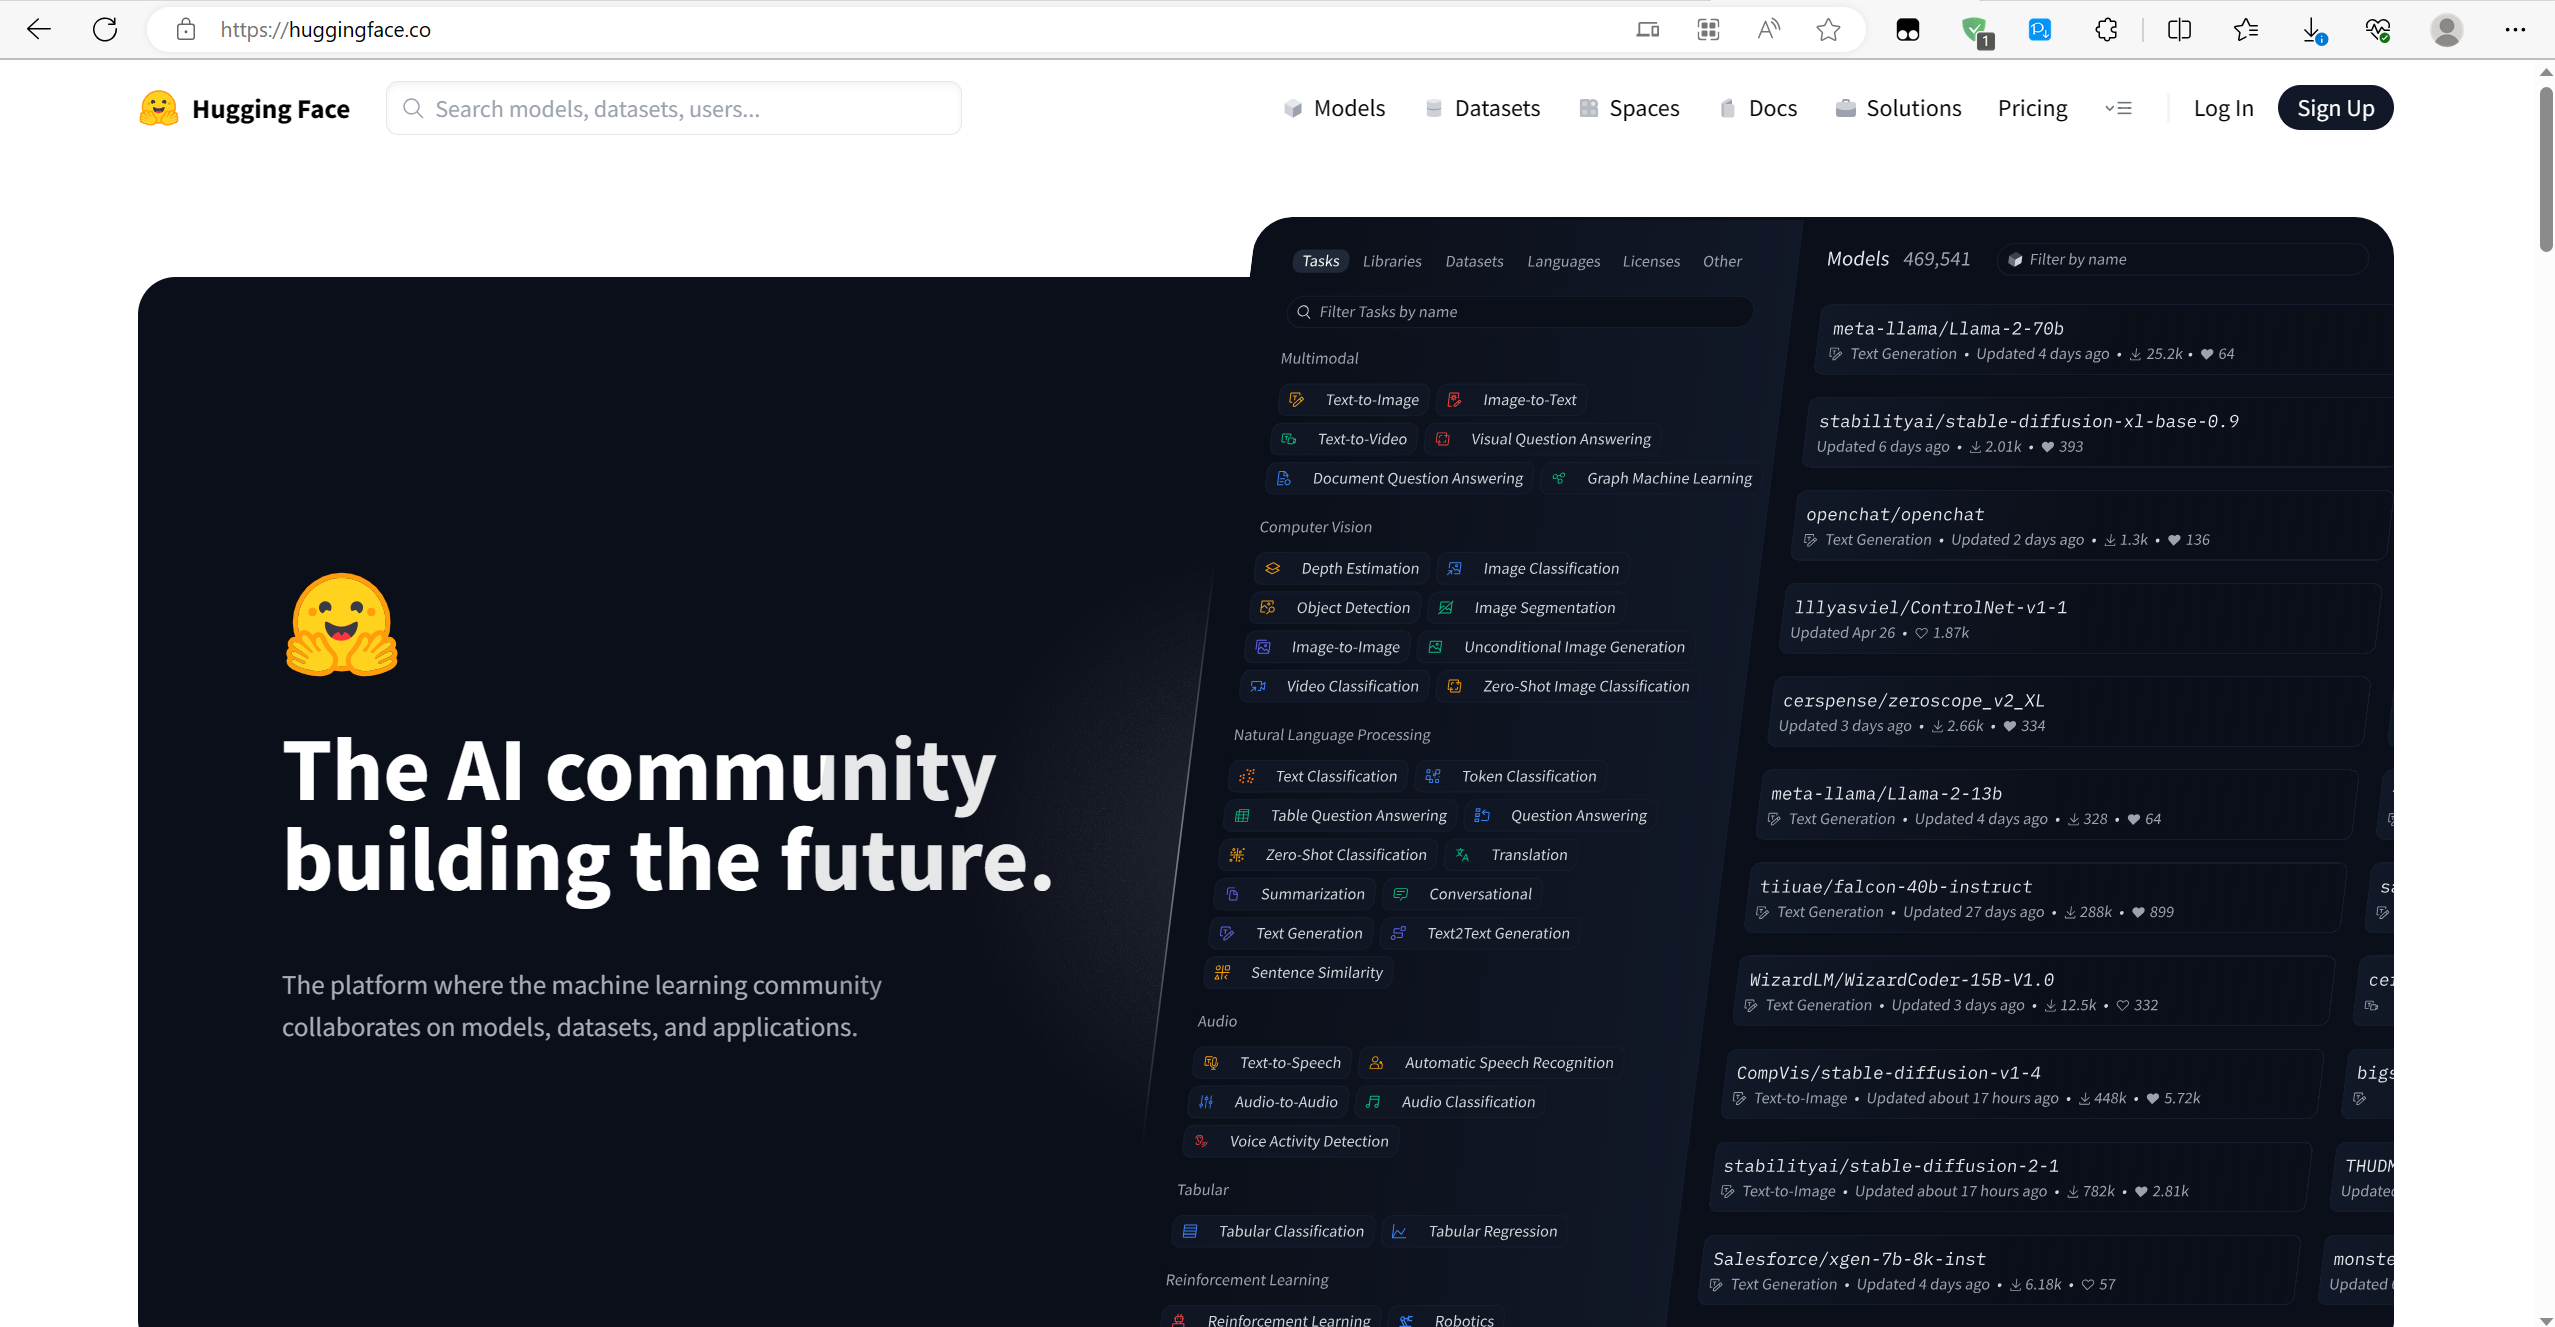 https://huggingface.co
1
Hugging Face
Search models, datasets, users...
Models
Datasets
Spaces
Docs
Solutions
Pricing
Log In
Sign Up
The AI community
building the future.
The platform where the machine learning community
collaborates on models, datasets, and applications.
Tasks Libraries Datasets Languages Licenses Other
Filter Tasks by name
Multimodal
Text-to-Image Image-to-Text
Text-to-Video Visual Question Answering
Document Question Answering Graph Machine Learning
Computer Vision
Depth Estimation Image Classification
Object Detection Image Segmentation
Image-to-Image Unconditional Image Generation
Video Classification Zero-Shot Image Classification
Natural Language Processing
Text Classification Token Classification
Table Question Answering Question Answering
Zero-Shot Classification Translation
Summarization Conversational
Text Generation Text2Text Generation
Sentence Similarity
Audio
Text-to-Speech Automatic Speech Recognition
Audio-to-Audio Audio Classification
Voice Activity Detection
Tabular
Tabular Classification Tabular Regression
Reinforcement Learning
Reinforcement Learning Robotics
Models 469,541 Filter by name
meta-llama/Llama-2-70b
Text Generation • Updated 4 days ago • 25.2k • 64
stabilityai/stable-diffusion-xl-base-0.9
Updated 6 days ago • 2.01k • 393
openchat/openchat
Text Generation • Updated 2 days ago • 1.3k • 136
lllyasviel/ControlNet-v1-1
Updated Apr 26 • 1.87k
cerspense/zeroscope_v2_XL
Updated 3 days ago • 2.66k • 334
meta-llama/Llama-2-13b
Text Generation • Updated 4 days ago • 328 • 64
tiiuae/falcon-40b-instruct
Text Generation • Updated 27 days ago • 288k • 899
WizardLM/WizardCoder-15B-V1.0
Text Generation • Updated 3 days ago • 12.5k • 332
CompVis/stable-diffusion-v1-4
Text-to-Image • Updated about 17 hours ago • 448k • 5.72k
stabilityai/stable-diffusion-2-1
Text-to-Image • Updated about 17 hours ago • 782k • 2.81k
Salesforce/xgen-7b-8k-inst
Text Generation • Updated 4 days ago • 6.18k • 57
bigs
THUDM
Updated
monste
Updated